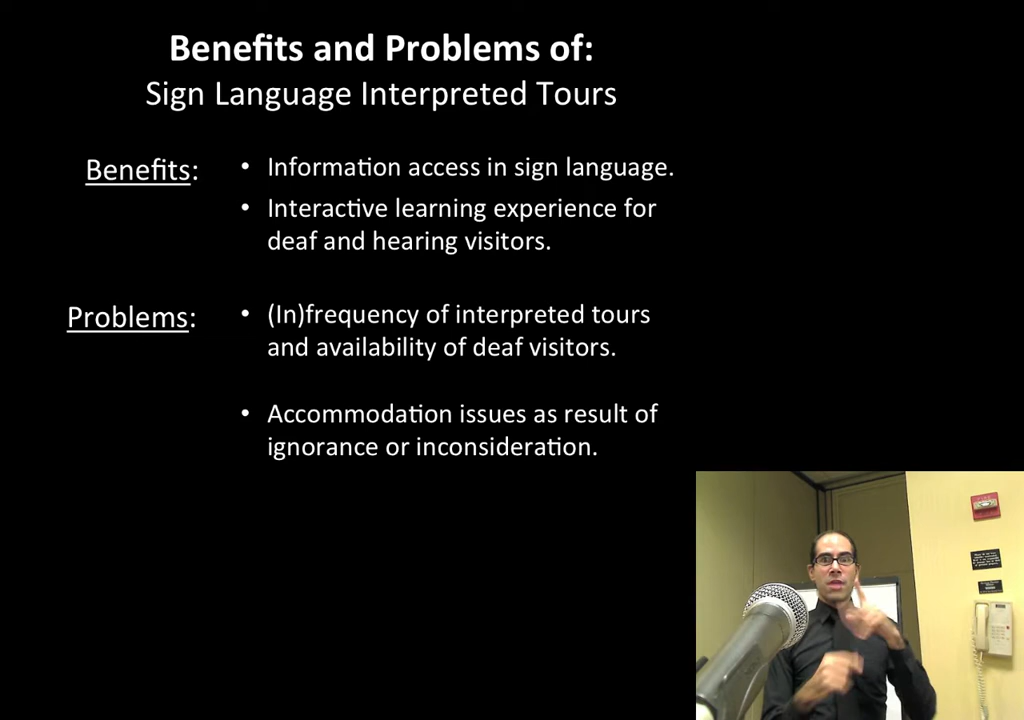 Benefits and Problems of:
Sign Language Interpreted Tours
Benefits:
• Information access in sign language.
• Interactive learning experience for
deaf and hearing visitors.
Problems:
• (In)frequency of interpreted tours
and availability of deaf visitors.
• Accommodation issues as result of
ignorance or inconsideration.
FIRE